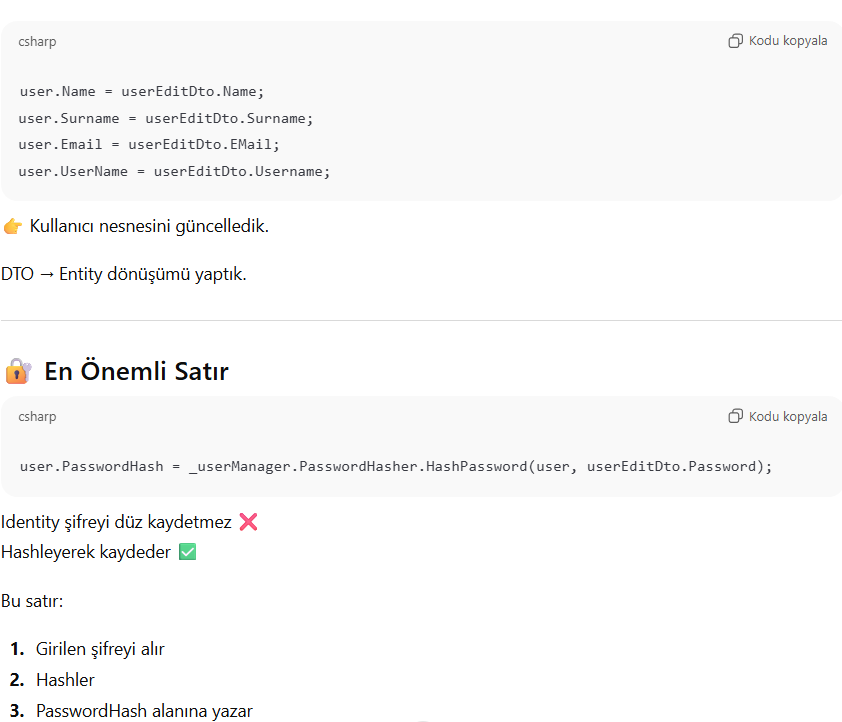 csharp
Kodu kopyala
user.Name = userEditDto.Name;
user.Surname = userEditDto.Surname;
user.Email = userEditDto.EMail;
user.UserName = userEditDto.Username;
👉 Kullanıcı nesnesini güncelledik.
DTO → Entity dönüşümü yaptık.
🔐 En Önemli Satır
csharp
Kodu kopyala
user.PasswordHash = _userManager.PasswordHasher.HashPassword(user, userEditDto.Password);
Identity şifreyi düz kaydetmez ❌
Hashleyerek kaydeder ✅
Bu satır:
1. Girilen şifreyi alır
2. Hashler
3. PasswordHash alanına yazar